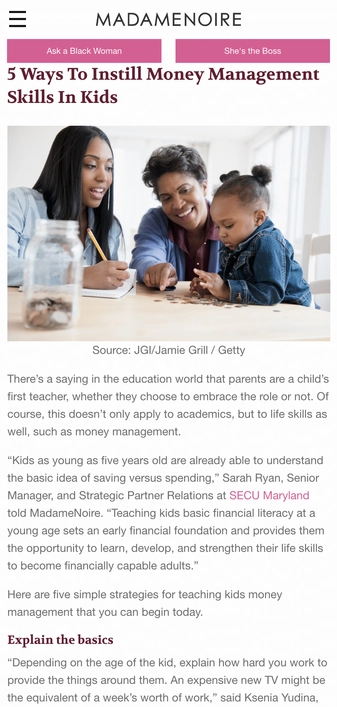 MADAMENOIRE
Ask a Black Woman
She's the Boss
5 Ways To Instill Money Management
Skills In Kids
Source: JGI/Jamie Grill / Getty
There’s a saying in the education world that parents are a child’s
first teacher, whether they choose to embrace the role or not. Of
course, this doesn’t only apply to academics, but to life skills as
well, such as money management.
“Kids as young as five years old are already able to understand
the basic idea of saving versus spending,” Sarah Ryan, Senior
Manager, and Strategic Partner Relations at SECU Maryland
told MadameNoire. “Teaching kids basic financial literacy at a
young age sets an early financial foundation and provides them
the opportunity to learn, develop, and strengthen their life skills
to become financially capable adults.”
Here are five simple strategies for teaching kids money
management that you can begin today.
Explain the basics
“Depending on the age of the kid, explain how hard you work to
provide the things around them. An expensive new TV might be
the equivalent of a week’s worth of work,” said Ksenia Yudina,